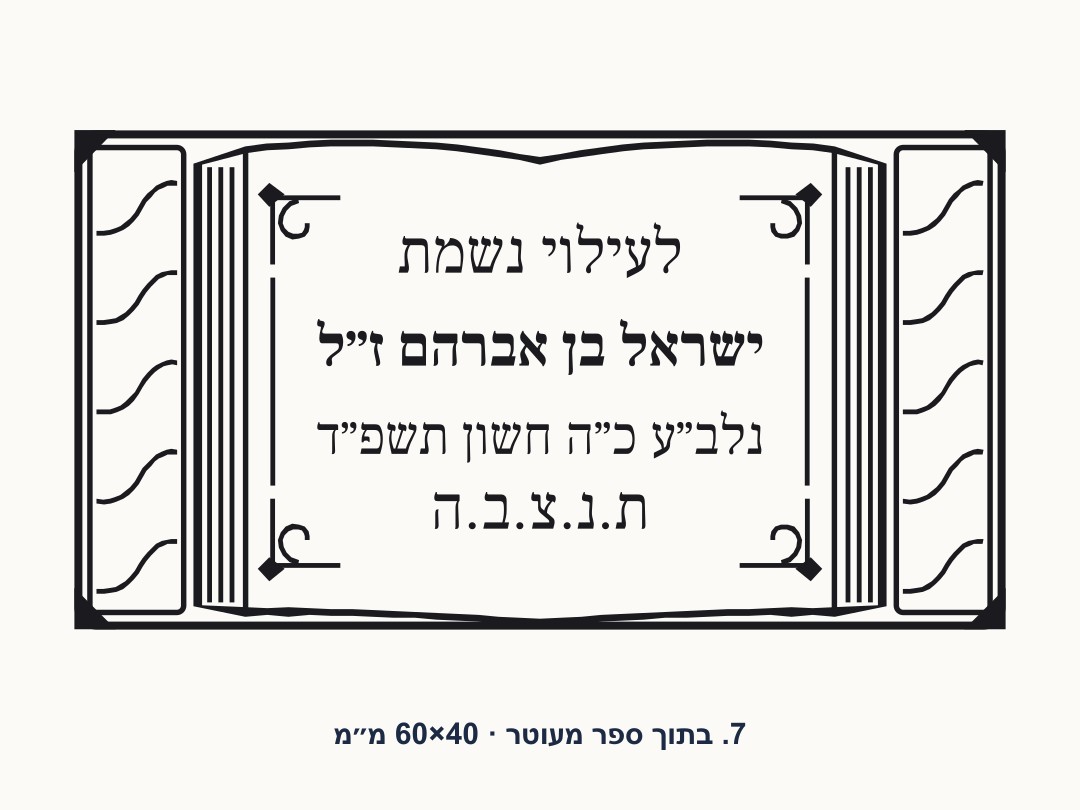 לעילוי נשמת
ישראל בן אברהם ז״ל
נלב״ע כ״ה חשון תשפ״ד
ת.נ.צ.ב.ה
7. בתוך ספר מעוטר · 60×40 מ״מ